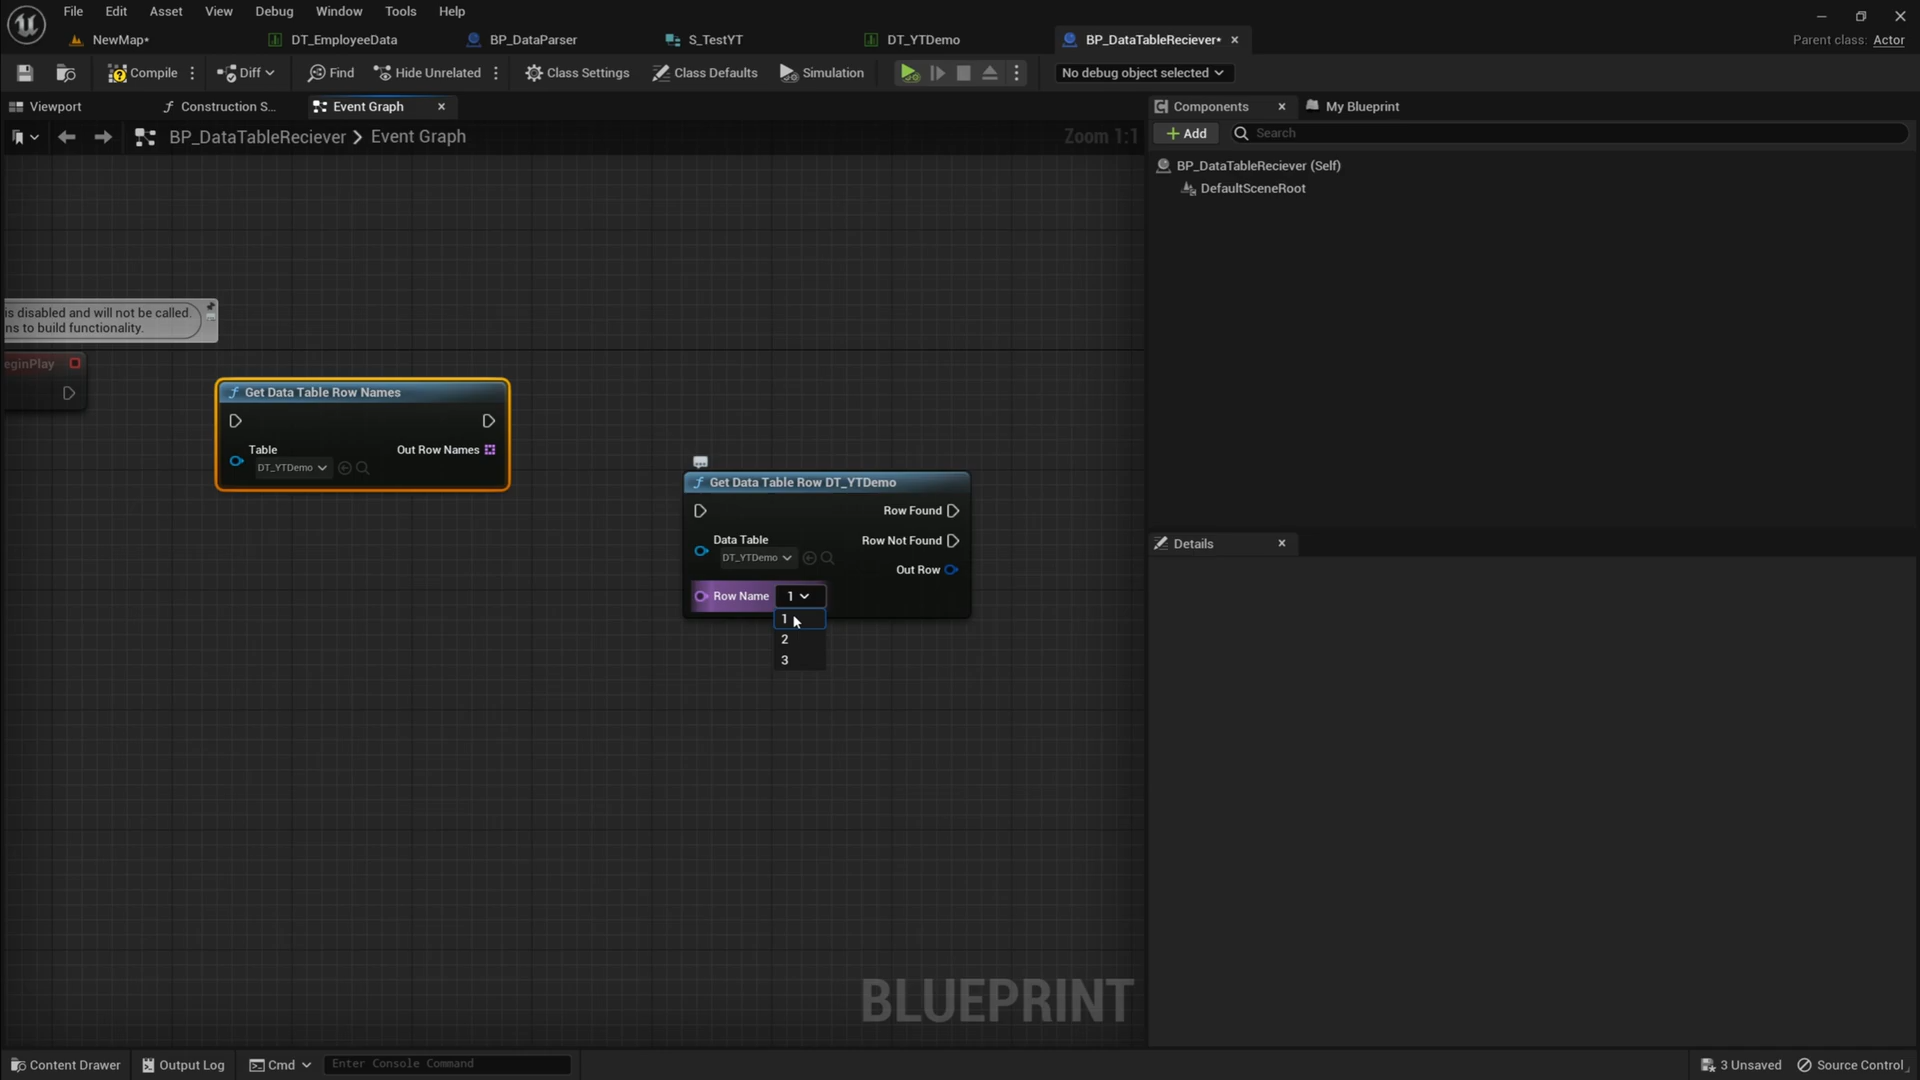 File Edit Asset View Debug Window Tools Help
NewMap* DT_EmployeeData BP_DataParser S_TestYT DT_YTDemo BP_DataTableReciever* Parent class: Actor
Compile Diff Find Hide Unrelated Class Settings Class Defaults Simulation No debug object selected
Viewport Construction S... Event Graph Components My Blueprint
BP_DataTableReciever > Event Graph Zoom 1:1 Add Search
BP_DataTableReciever (Self)
DefaultSceneRoot
is disabled and will not be called.
ns to build functionality.
eginPlay
Get Data Table Row Names
Table Out Row Names
DT_YTDemo
Get Data Table Row DT_YTDemo
Row Found
Data Table Row Not Found
DT_YTDemo
Out Row
Row Name 1
1
2
3
Details
BLUEPRINT
Content Drawer Output Log Cmd Enter Console Command 3 Unsaved Source Control